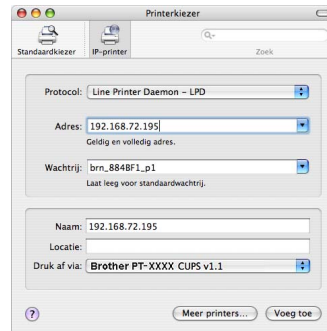 Printerkiezer
Standaardkiezer
IP-printer
Zoek
Protocol: Line Printer Daemon – LPD
Adres: 192.168.72.195
Geldig en volledig adres.
Wachtrij: brn_884BF1_p1
Laat leeg voor standaardwachtrij.
Naam: 192.168.72.195
Locatie:
Druk af via: Brother PT-XXXX CUPS v1.1
? Meer printers... Voeg toe